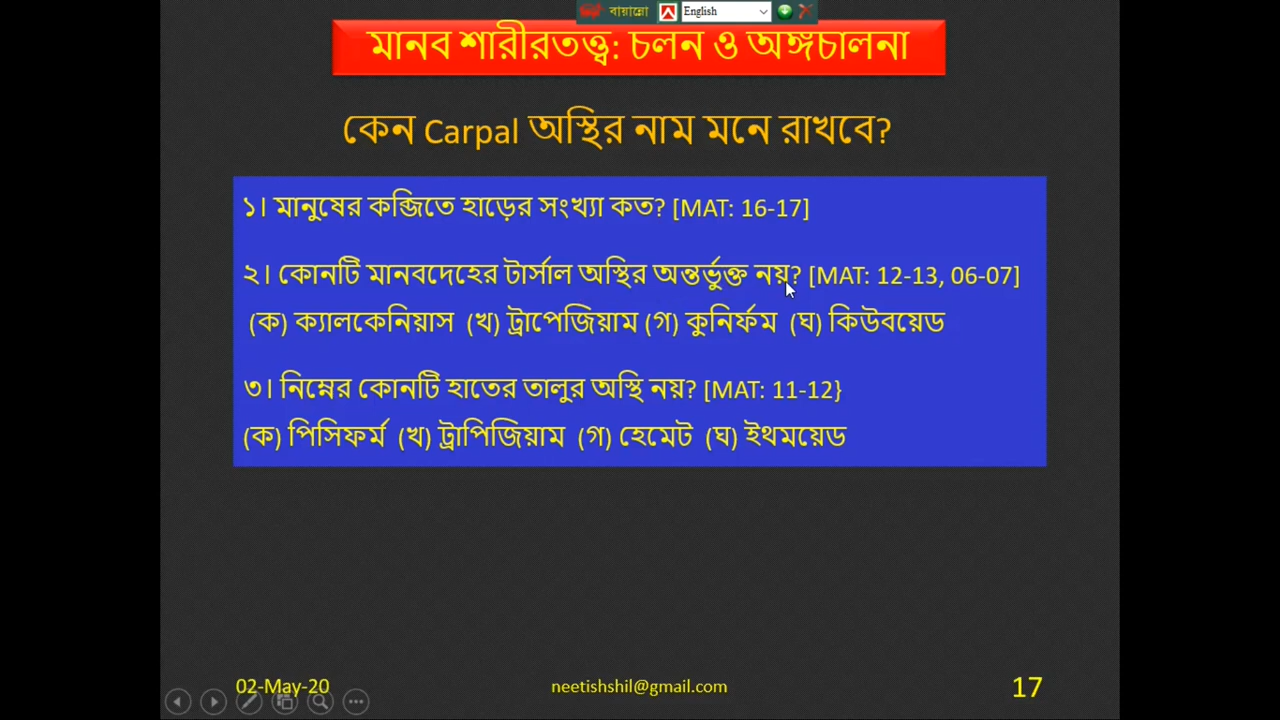 বায়ান্নো English
মানব শারীরতত্ত্ব: চলন ও অঙ্গচালনা
কেন Carpal অস্থির নাম মনে রাখবে?
১। মানুষের কব্জিতে হাড়ের সংখ্যা কত? [MAT: 16-17]
২। কোনটি মানবদেহের টার্সাল অস্থির অন্তর্ভুক্ত নয়? [MAT: 12-13, 06-07]
(ক) ক্যালকেনিয়াস (খ) ট্রাপেজিয়াম (গ) কুনির্ফম (ঘ) কিউবয়েড
৩। নিম্নের কোনটি হাতের তালুর অস্থি নয়? [MAT: 11-12}
(ক) পিসিফর্ম (খ) ট্রাপিজিয়াম (গ) হেমেট (ঘ) ইথময়েড
02-May-20 neetishshil@gmail.com 17